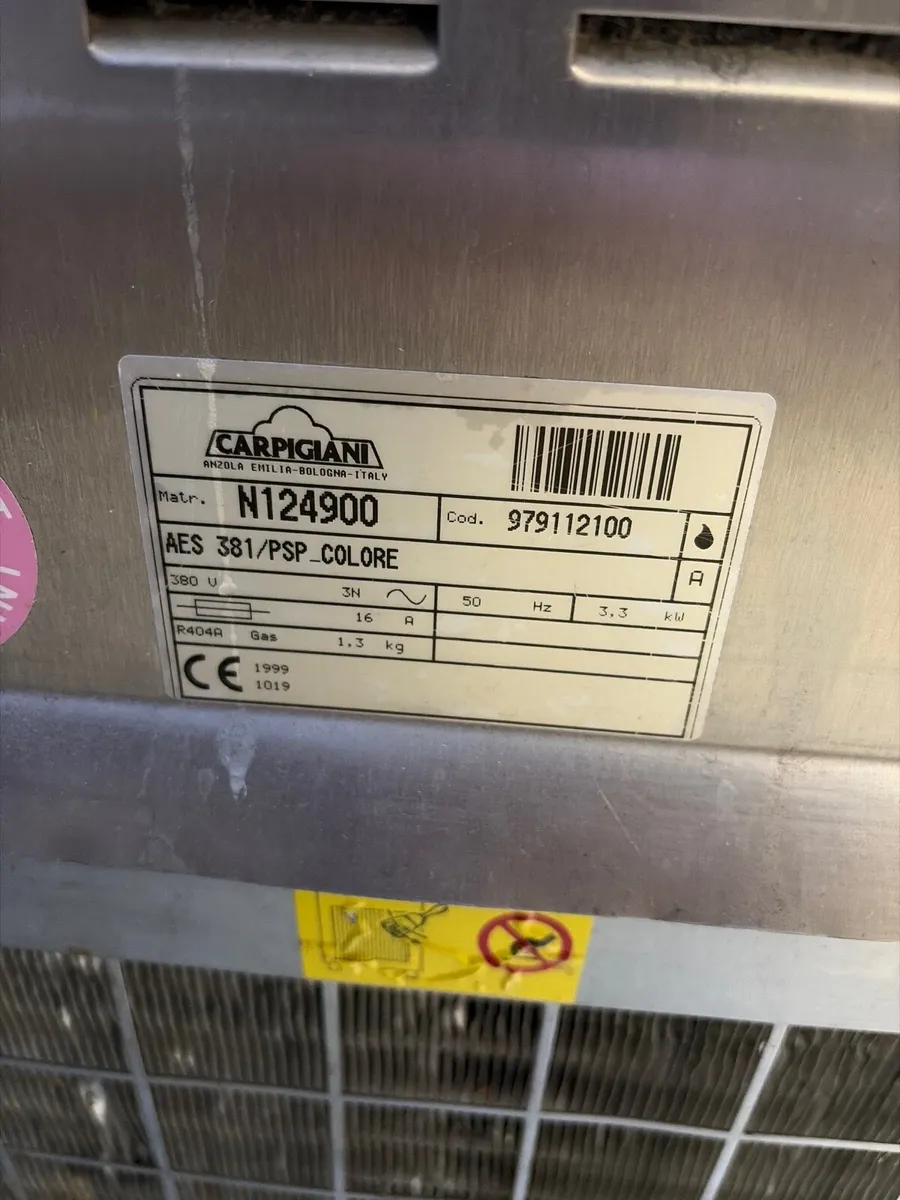 CARPIGIANI
ANZOLA EMILIA-BOLOGNA-ITALY
Matr. N124900 Cod. 979112100
AES 381/PSP_COLORE A
380 V 3N 50 Hz 3,3 kW
16 A
R404A Gas 1,3 kg
CE 1999
1019